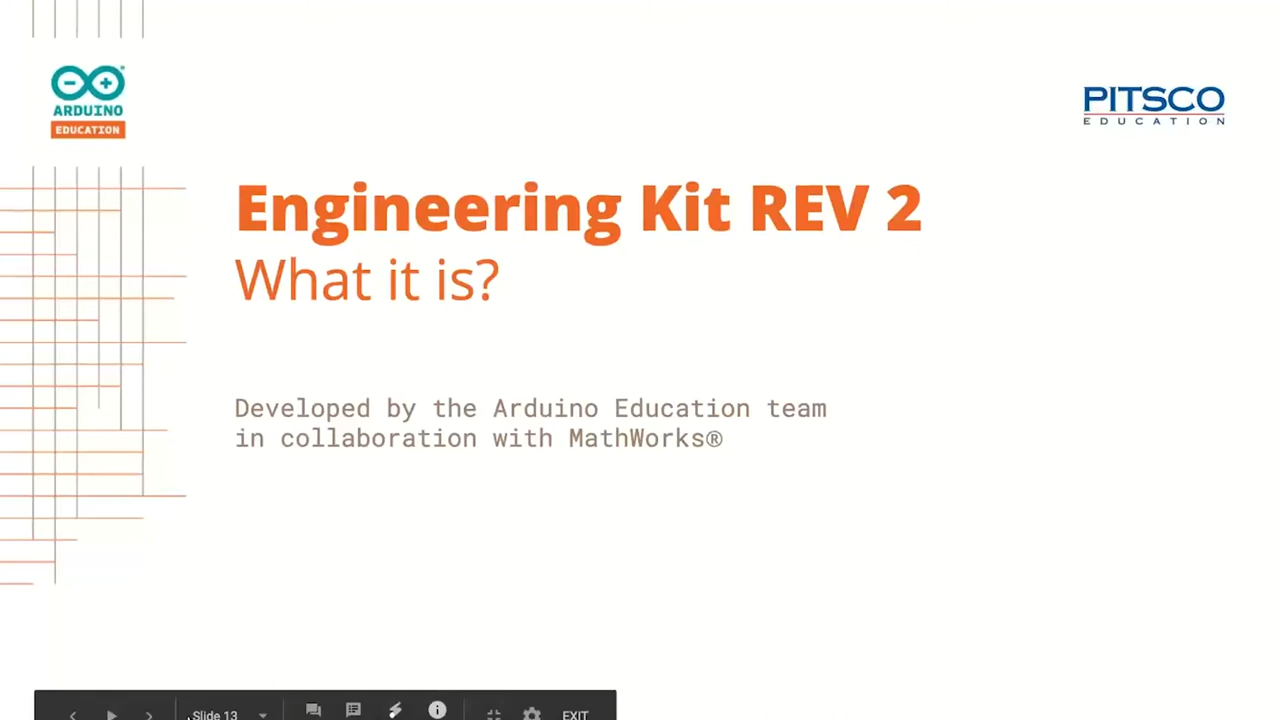 ARDUINO
EDUCATION
PITSCO
EDUCATION
Engineering Kit REV 2
What it is?
Developed by the Arduino Education team
in collaboration with MathWorks®
Slide 13
EXIT